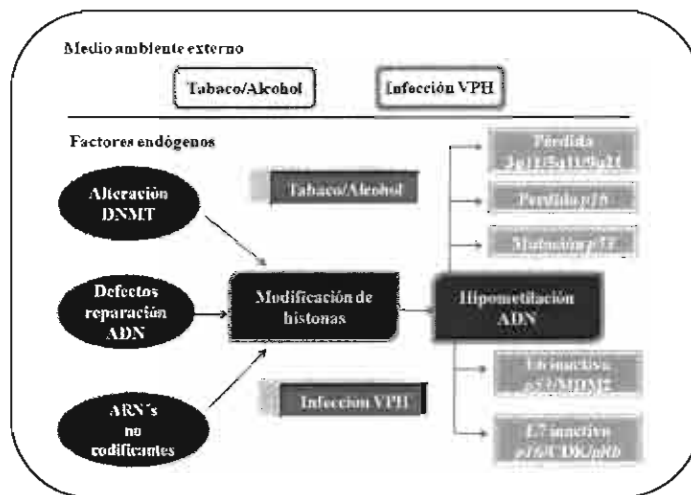 Medio ambiente externo
Tabaco/Alcohol
Infección VPH
Factores endógenos
Alteración
DNMT
Defectos
reparación
ADN
ARN´s
no
codificantes
Tabaco/Alcohol
Modificación de
histonas
Infección VPH
Hipometilación
ADN
Pérdida
Perdida p16
Mutación p53
E6 inactiva
p53/MDM2
E7 inactiva
p16/CDK/pRb